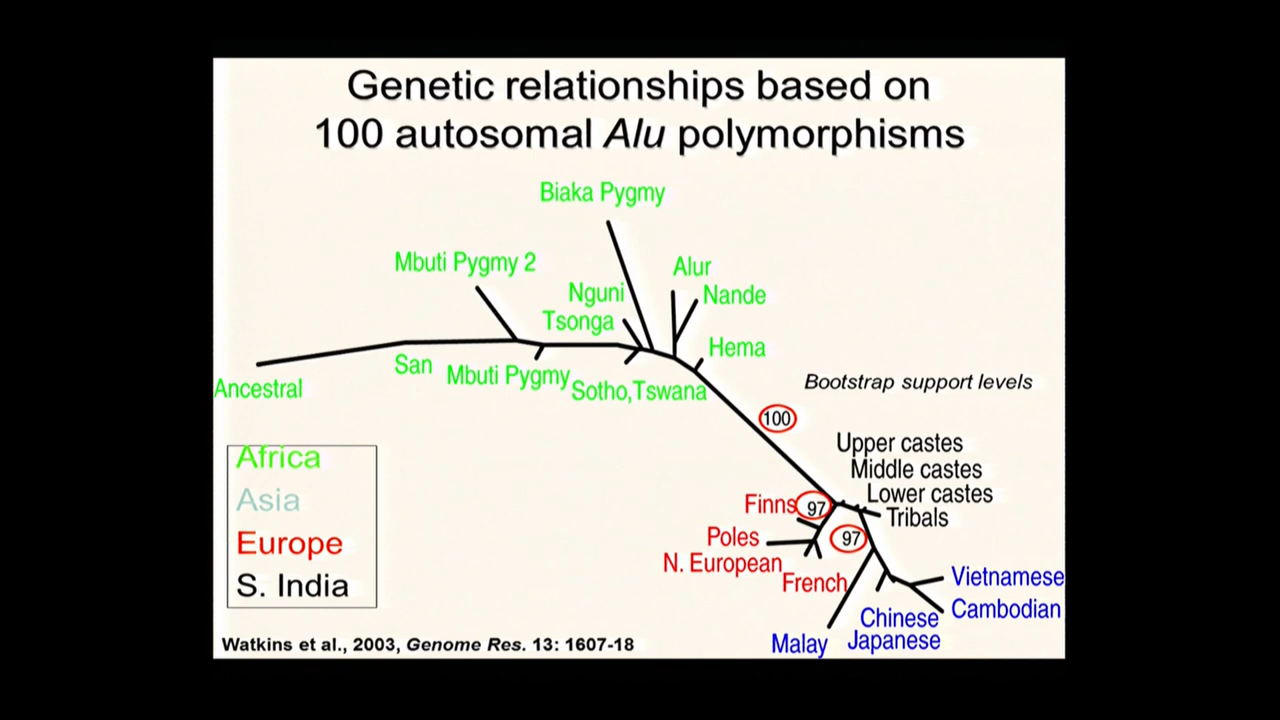 Genetic relationships based on
100 autosomal Alu polymorphisms
Biaka Pygmy
Mbuti Pygmy 2
Alur
Nguni
Nande
Tsonga
Hema
San
Mbuti Pygmy
Sotho,Tswana
Ancestral
Bootstrap support levels
100
Africa
Asia
Europe
S. India
Upper castes
Middle castes
Lower castes
Tribals
Finns
97
97
Poles
N. European
French
Vietnamese
Cambodian
Chinese
Japanese
Malay
Watkins et al., 2003, Genome Res. 13: 1607-18